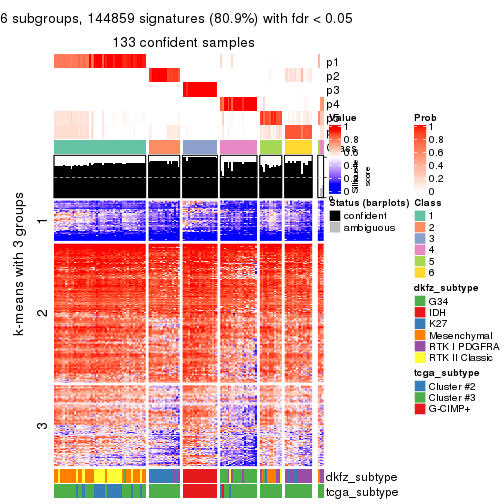 6 subgroups, 144859 signatures (80.9%) with fdr < 0.05
133 confident samples
p1
p2
p3
p4
Value
1
0.8
0.6
0.4
0.2
0
Prob
1
0.8
0.6
0.4
0.2
0
Silhouette
score
Status (barplots)
confident
ambiguous
Class
1
2
3
4
5
6
dkfz_subtype
G34
IDH
K27
Mesenchymal
RTK I PDGFRA
RTK II Classic
tcga_subtype
Cluster #2
Cluster #3
G-CIMP+
k-means with 3 groups
1
2
3
dkfz_subtype
tcga_subtype